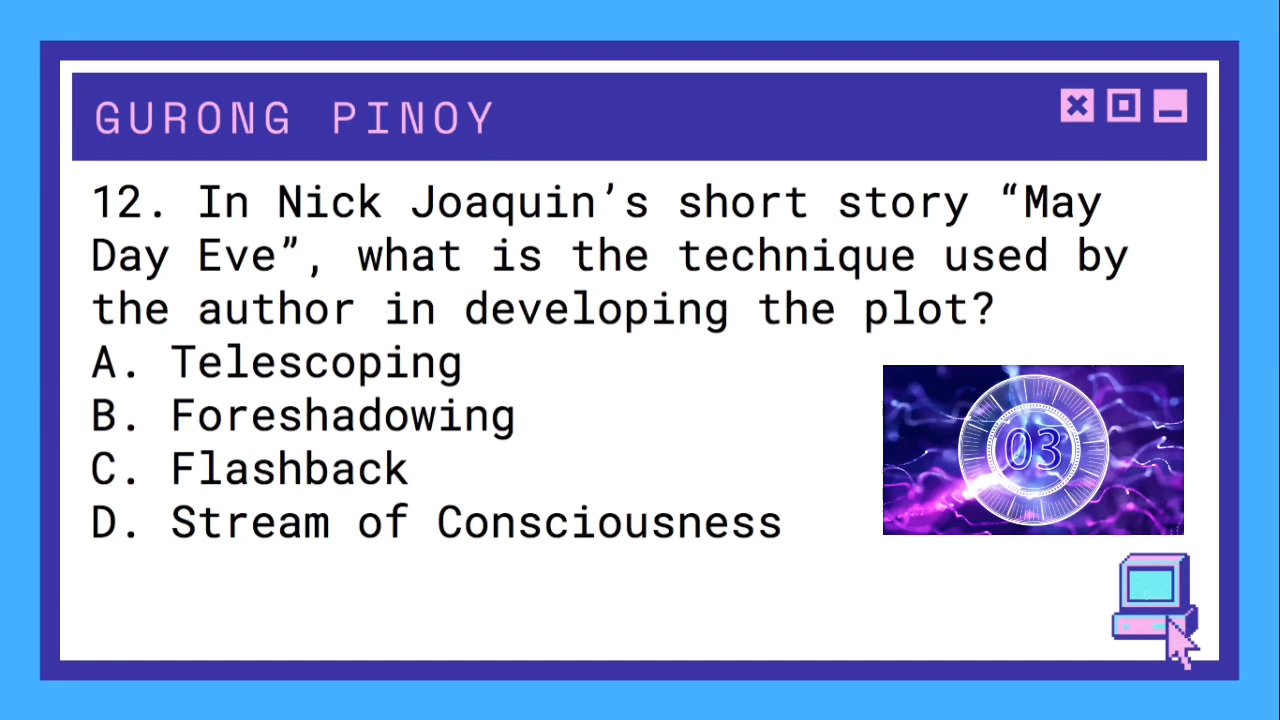 GURONG PINOY
12. In Nick Joaquin’s short story “May
Day Eve”, what is the technique used by
the author in developing the plot?
A. Telescoping
B. Foreshadowing
C. Flashback
D. Stream of Consciousness
03